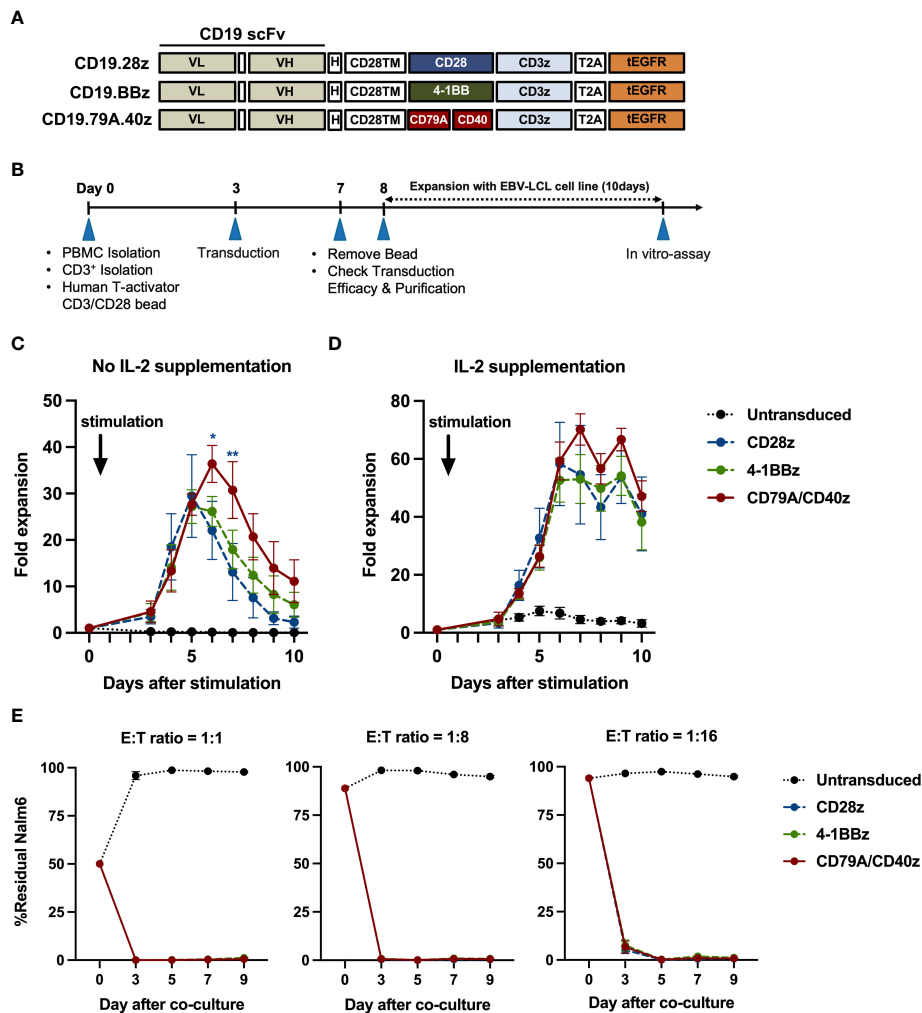 A
CD19 scFv
CD19.28z VL VH H CD28TM CD28 CD3z T2A tEGFR
CD19.BBz VL VH H CD28TM 4-1BB CD3z T2A tEGFR
CD19.79A.40z VL VH H CD28TM CD79A CD40 CD3z T2A tEGFR
B
Day 0 3 7 8 Expansion with EBV-LCL cell line (10days)
• PBMC Isolation
• CD3⁺ Isolation
• Human T-activator
CD3/CD28 bead
Transduction
• Remove Bead
• Check Transduction
Efficacy & Purification
In vitro-assay
C
No IL-2 supplementation
stimulation
* **
Fold expansion
50
40
30
20
10
0
0 5 10
Days after stimulation
D
IL-2 supplementation
stimulation
Fold expansion
80
60
40
20
0
0 5 10
Days after stimulation
Untransduced
CD28z
4-1BBz
CD79A/CD40z
E
E:T ratio = 1:1
%Residual Nalm6
100
75
50
25
0
0 3 5 7 9
Day after co-culture
E:T ratio = 1:8
100
75
50
25
0
0 3 5 7 9
Day after co-culture
E:T ratio = 1:16
100
75
50
25
0
0 3 5 7 9
Day after co-culture
Untransduced
CD28z
4-1BBz
CD79A/CD40z